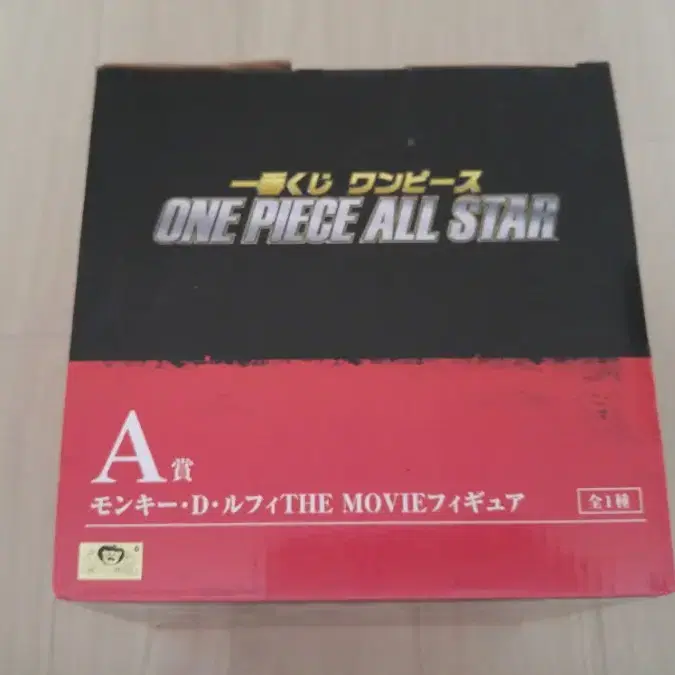 一番くじ ワンピース
ONE PIECE ALL STAR
A賞
モンキー・D・ルフィTHE MOVIEフィギュア
全1種